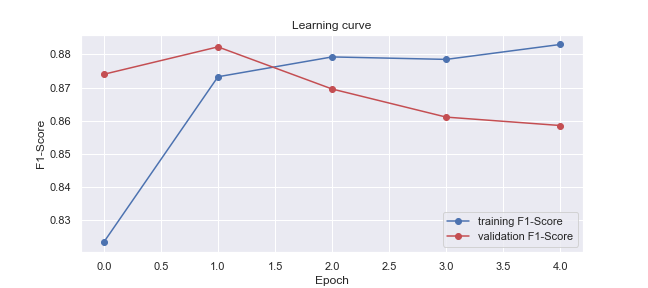 Learning curve
0.88
0.87
0.86
0.85
0.84
0.83
F1-Score
0.0 0.5 1.0 1.5 2.0 2.5 3.0 3.5 4.0
Epoch
training F1-Score
validation F1-Score